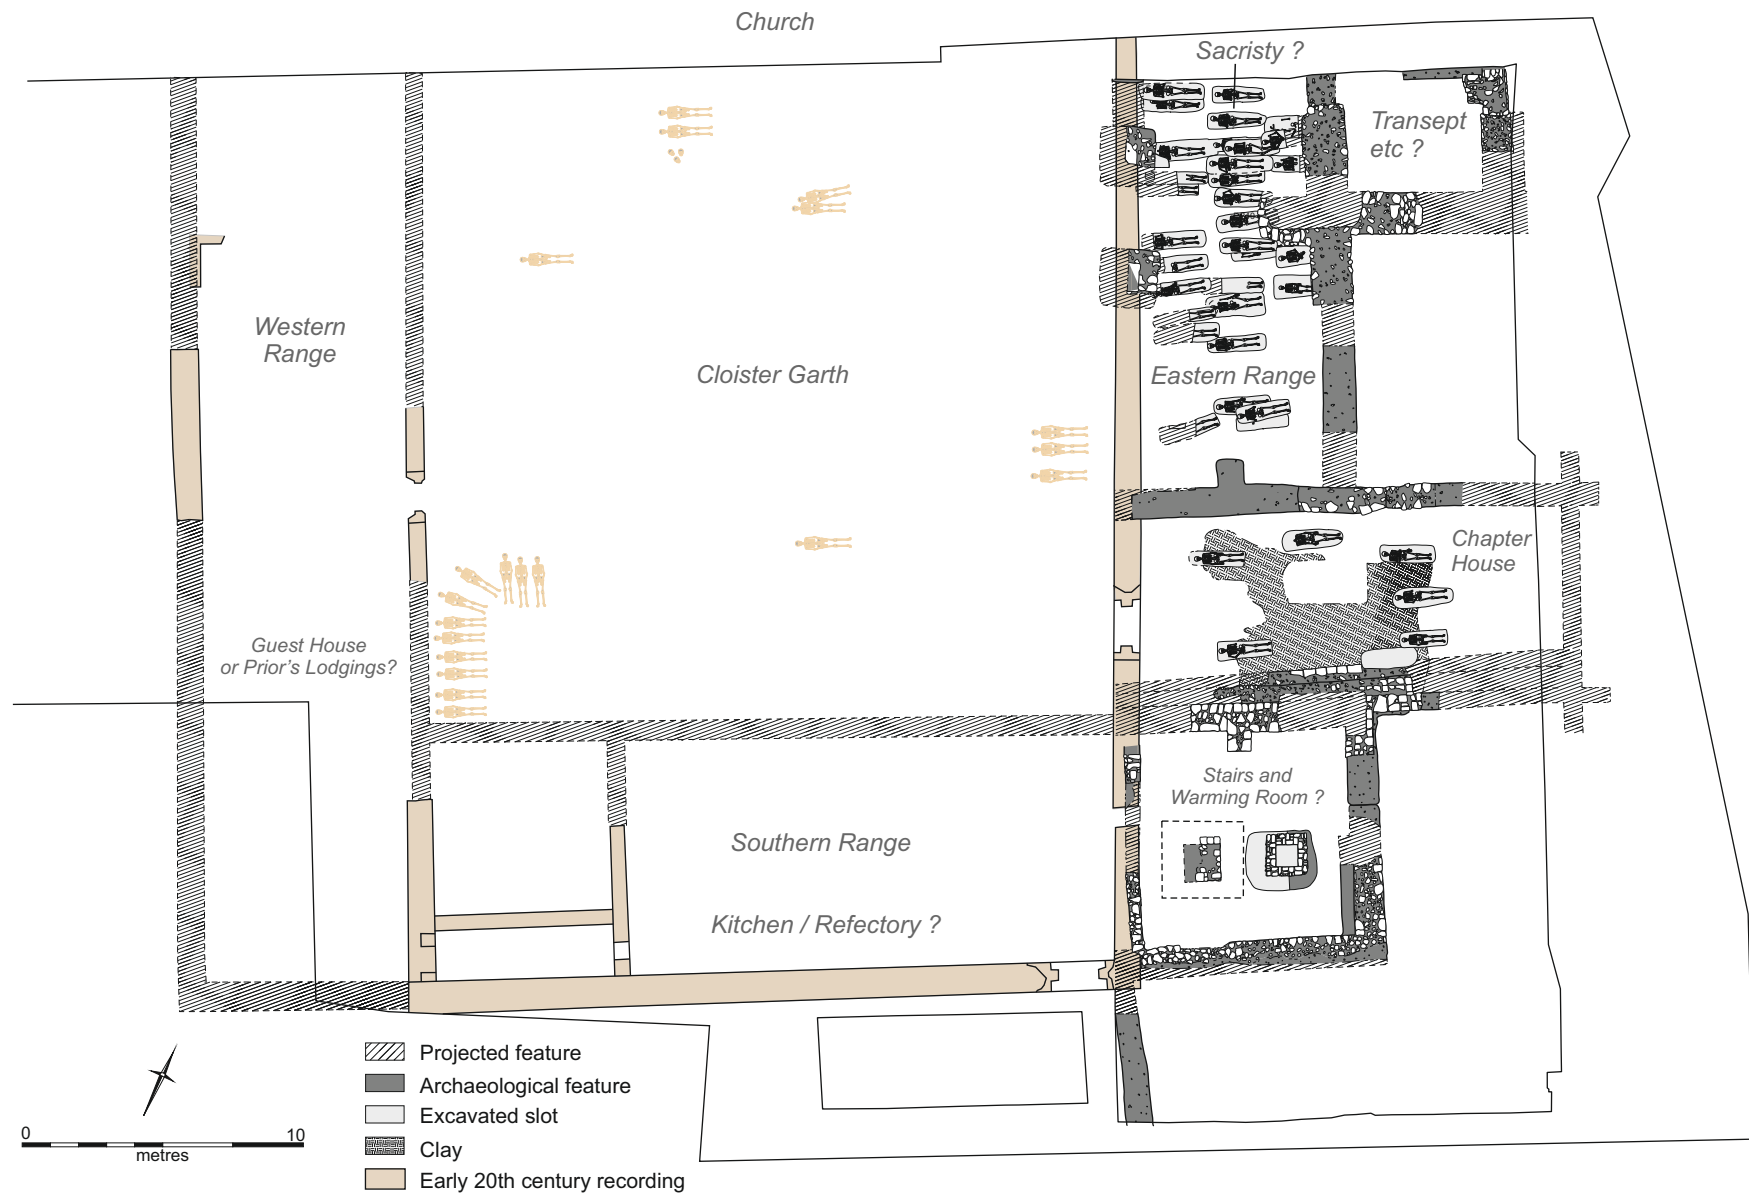 Church
Sacristy ?
Transept
etc ?
Western
Range
Cloister Garth
Eastern Range
Chapter
House
Guest House
or Prior's Lodgings?
Stairs and
Warming Room ?
Southern Range
Kitchen / Refectory ?
Projected feature
Archaeological feature
Excavated slot
Clay
Early 20th century recording
0 10
metres